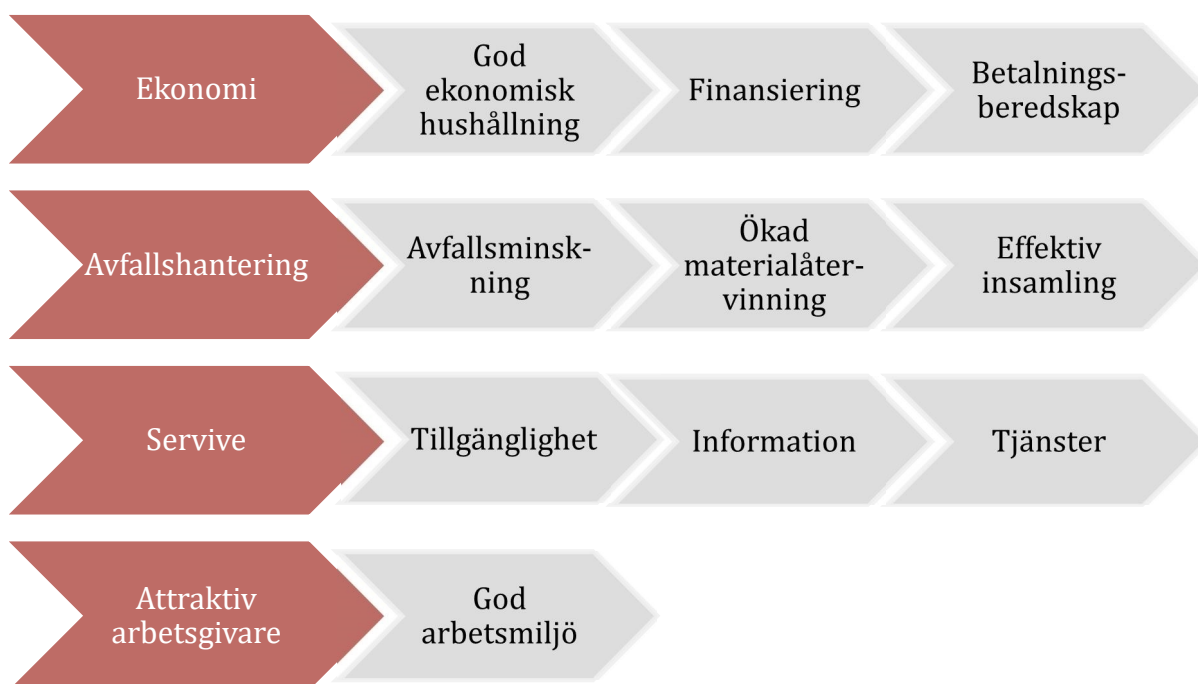 Ekonomi
God
ekonomisk
hushållning
Finansiering
Betalnings-
beredskap
Avfallshantering
Avfallsminsk-
ning
Ökad
materialåter-
vinning
Effektiv
insamling
Servive
Tillgänglighet
Information
Tjänster
Attraktiv
arbetsgivare
God
arbetsmiljö